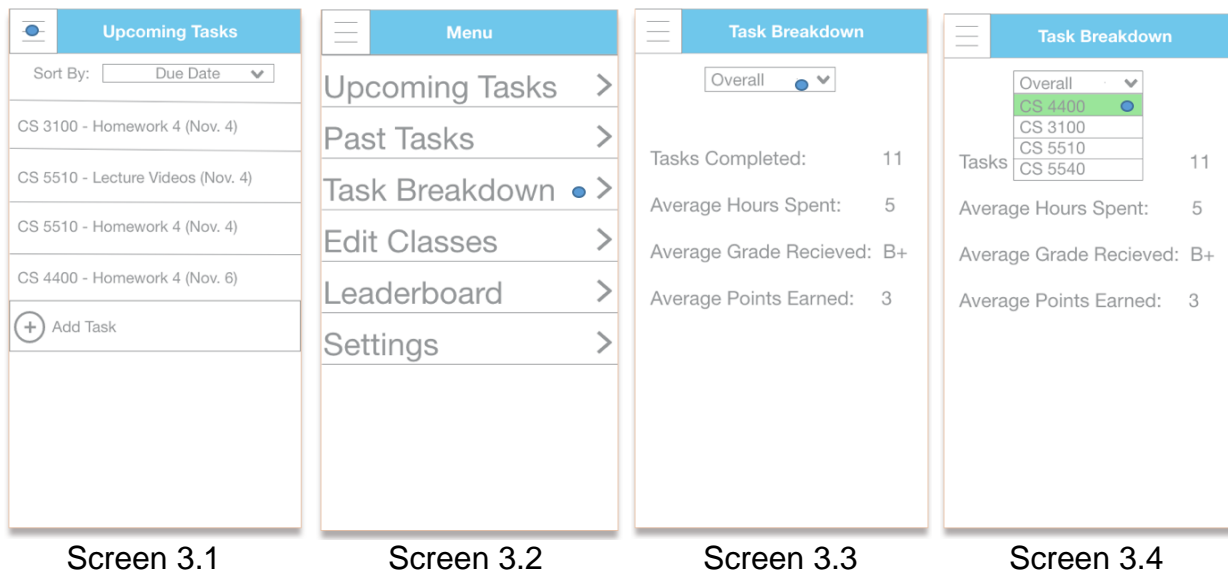 Upcoming Tasks
Sort By: Due Date
CS 3100 - Homework 4 (Nov. 4)
CS 5510 - Lecture Videos (Nov. 4)
CS 5510 - Homework 4 (Nov. 4)
CS 4400 - Homework 4 (Nov. 6)
+ Add Task
Screen 3.1
Menu
Upcoming Tasks
Past Tasks
Task Breakdown
Edit Classes
Leaderboard
Settings
Screen 3.2
Task Breakdown
Overall
Tasks Completed: 11
Average Hours Spent: 5
Average Grade Recieved: B+
Average Points Earned: 3
Screen 3.3
Task Breakdown
Overall
CS 4400
CS 3100
CS 5510
CS 5540
Tasks 11
Average Hours Spent: 5
Average Grade Recieved: B+
Average Points Earned: 3
Screen 3.4